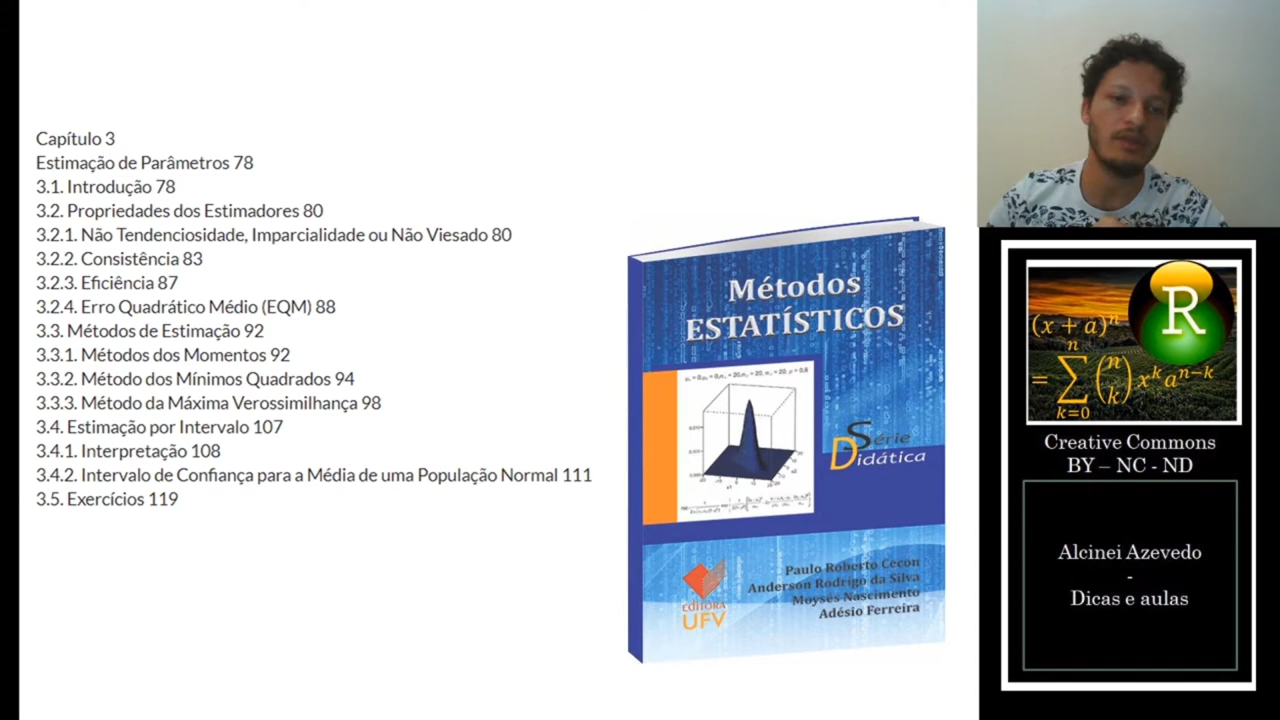 Capítulo 3
Estimação de Parâmetros 78
3.1. Introdução 78
3.2. Propriedades dos Estimadores 80
3.2.1. Não Tendenciosidade, Imparcialidade ou Não Viesado 80
3.2.2. Consistência 83
3.2.3. Eficiência 87
3.2.4. Erro Quadrático Médio (EQM) 88
3.3. Métodos de Estimação 92
3.3.1. Métodos dos Momentos 92
3.3.2. Método dos Mínimos Quadrados 94
3.3.3. Método da Máxima Verossimilhança 98
3.4. Estimação por Intervalo 107
3.4.1. Interpretação 108
3.4.2. Intervalo de Confiança para a Média de uma População Normal 111
3.5. Exercícios 119
Métodos
ESTATÍSTICOS
Série
Didática
Paulo Roberto Cecon
Anderson Rodrigo da Silva
Moysés Nascimento
Adésio Ferreira
EDITORA
UFV
R
(x + a)^n
= ∑_{k=0}^{n} (n k) x^k a^{n−k}
Creative Commons
BY – NC - ND
Alcinei Azevedo
-
Dicas e aulas